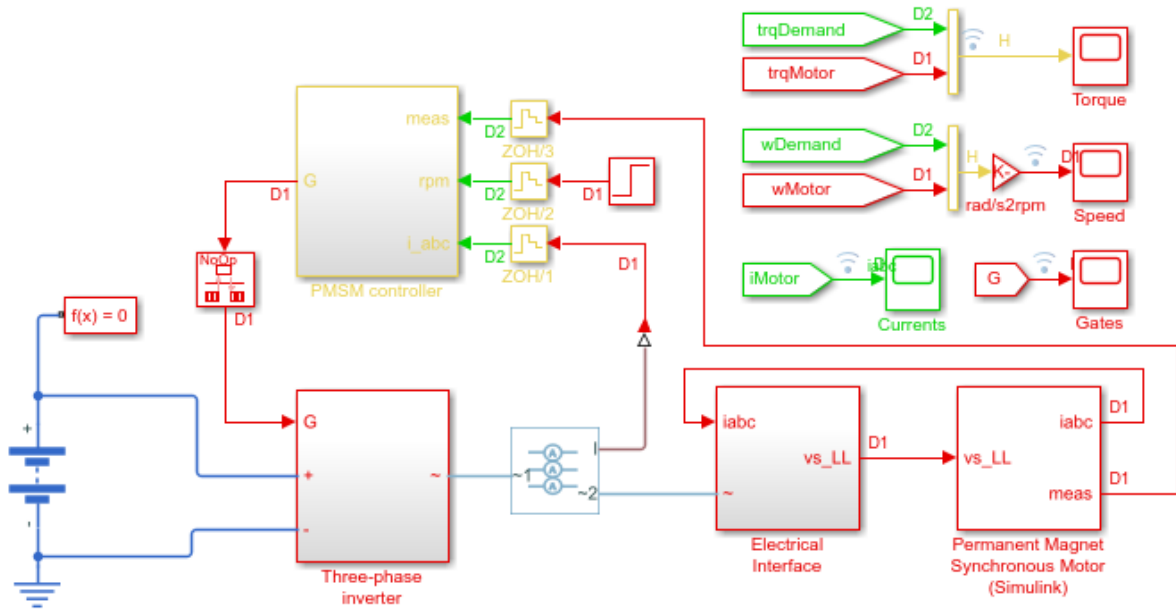 trqDemand
D2
trqMotor
D1
H
Torque
meas
D2
ZOH/3
G
D1
rpm
D2
ZOH/2
D1
i_abc
D2
ZOH/1
D1
PMSM controller
wDemand
D2
wMotor
D1
H
K-
rad/s2rpm
D1
Speed
iMotor
iabc
Currents
G
Gates
NoOp
D1
f(x) = 0
+
-
G
+
-
~
Three-phase
inverter
A
A
A
~1
I
~2
iabc
vs_LL
~
D1
Electrical
Interface
vs_LL
iabc
D1
meas
D1
Permanent Magnet
Synchronous Motor
(Simulink)